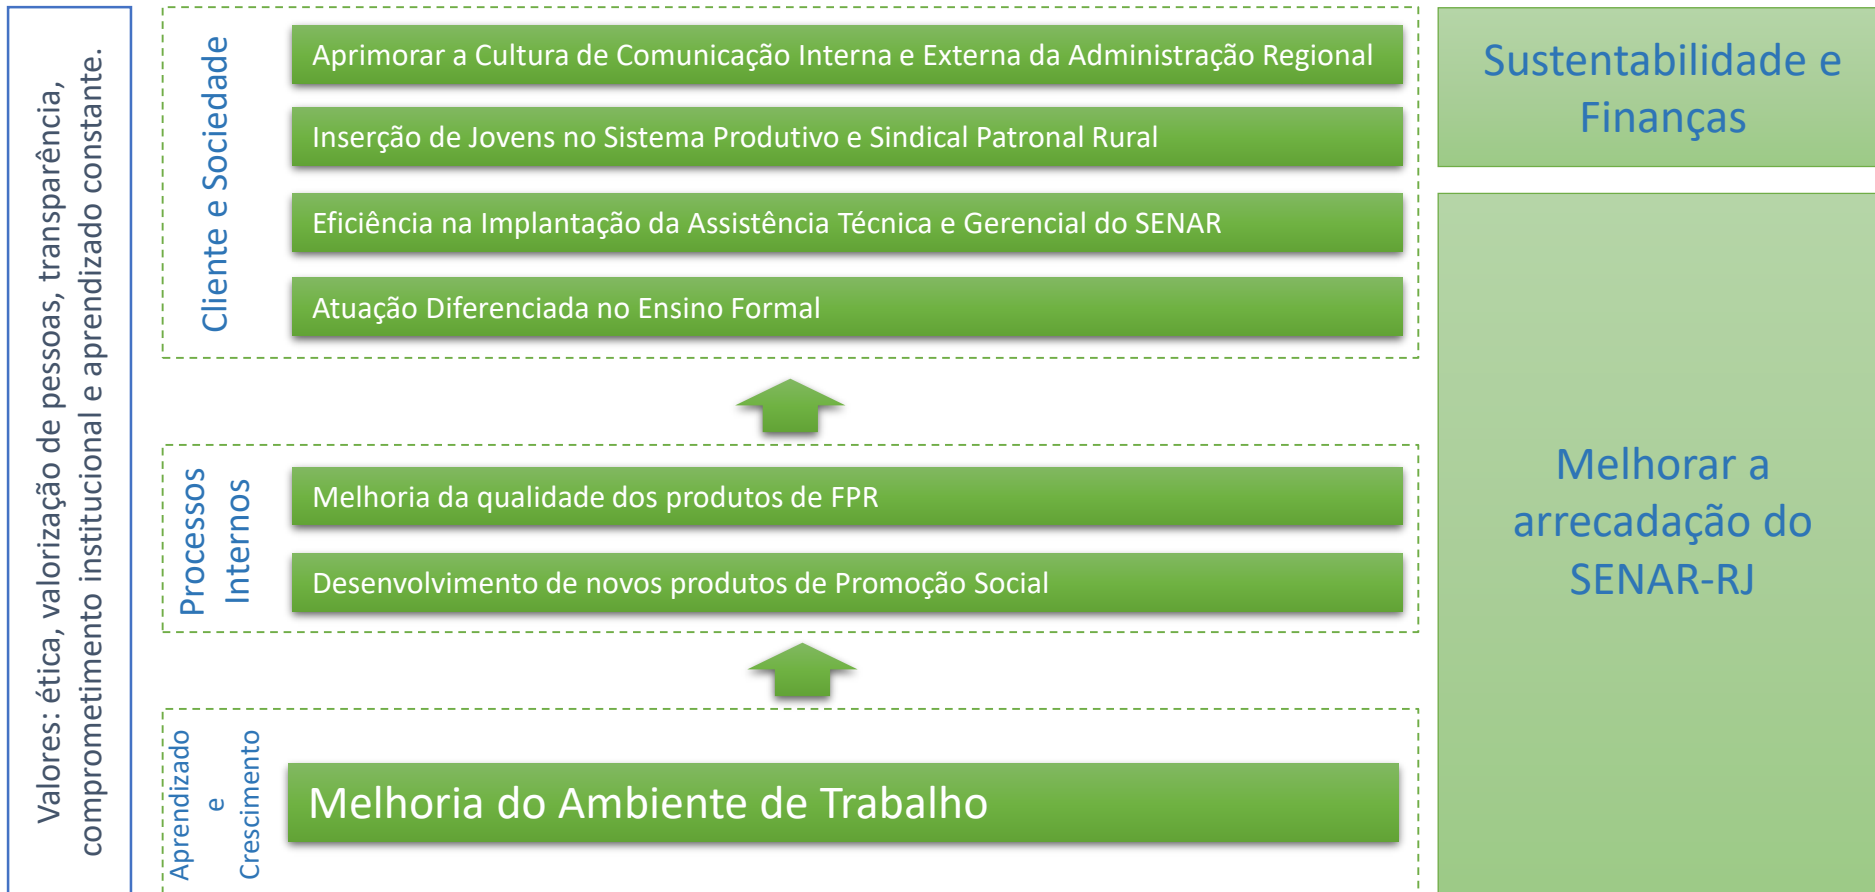 Valores: ética, valorização de pessoas, transparência,
comprometimento institucional e aprendizado constante.
Cliente e Sociedade
Aprimorar a Cultura de Comunicação Interna e Externa da Administração Regional
Inserção de Jovens no Sistema Produtivo e Sindical Patronal Rural
Eficiência na Implantação da Assistência Técnica e Gerencial do SENAR
Atuação Diferenciada no Ensino Formal
Processos
Internos
Melhoria da qualidade dos produtos de FPR
Desenvolvimento de novos produtos de Promoção Social
Aprendizado
e
Crescimento
Melhoria do Ambiente de Trabalho
Sustentabilidade e
Finanças
Melhorar a
arrecadação do
SENAR-RJ